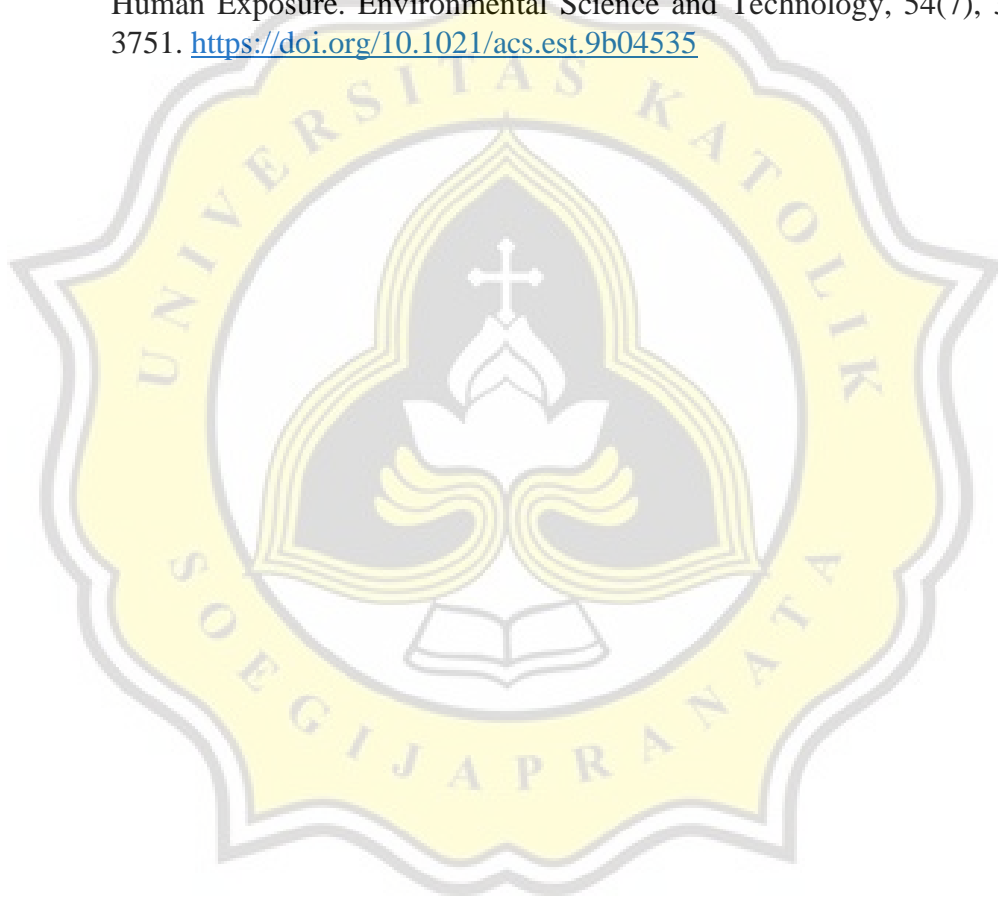 Human Exposure. Environmental Science and Technology, 54(7),
3751. https://doi.org/10.1021/acs.est.9b04535
UNIVERSITAS KATOLIK
SOEGIJAPRANATA